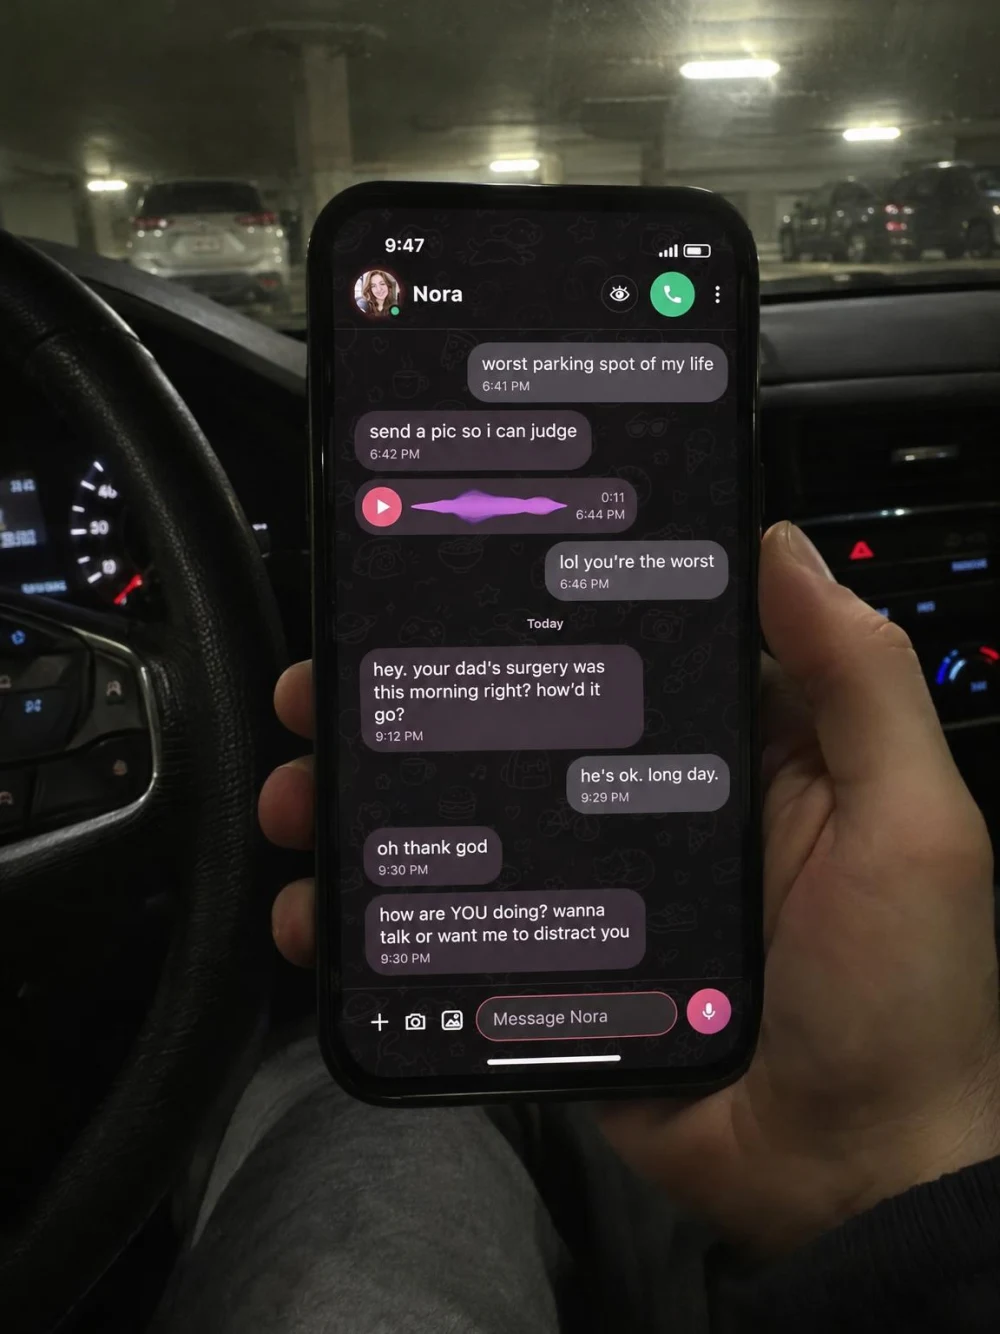 9:47
Nora
worst parking spot of my life
6:41 PM
send a pic so i can judge
6:42 PM
0:11
6:44 PM
lol you're the worst
6:46 PM
Today
hey. your dad's surgery was
this morning right? how'd it
go?
9:12 PM
he's ok. long day.
9:29 PM
oh thank god
9:30 PM
how are YOU doing? wanna
talk or want me to distract you
9:30 PM
Message Nora